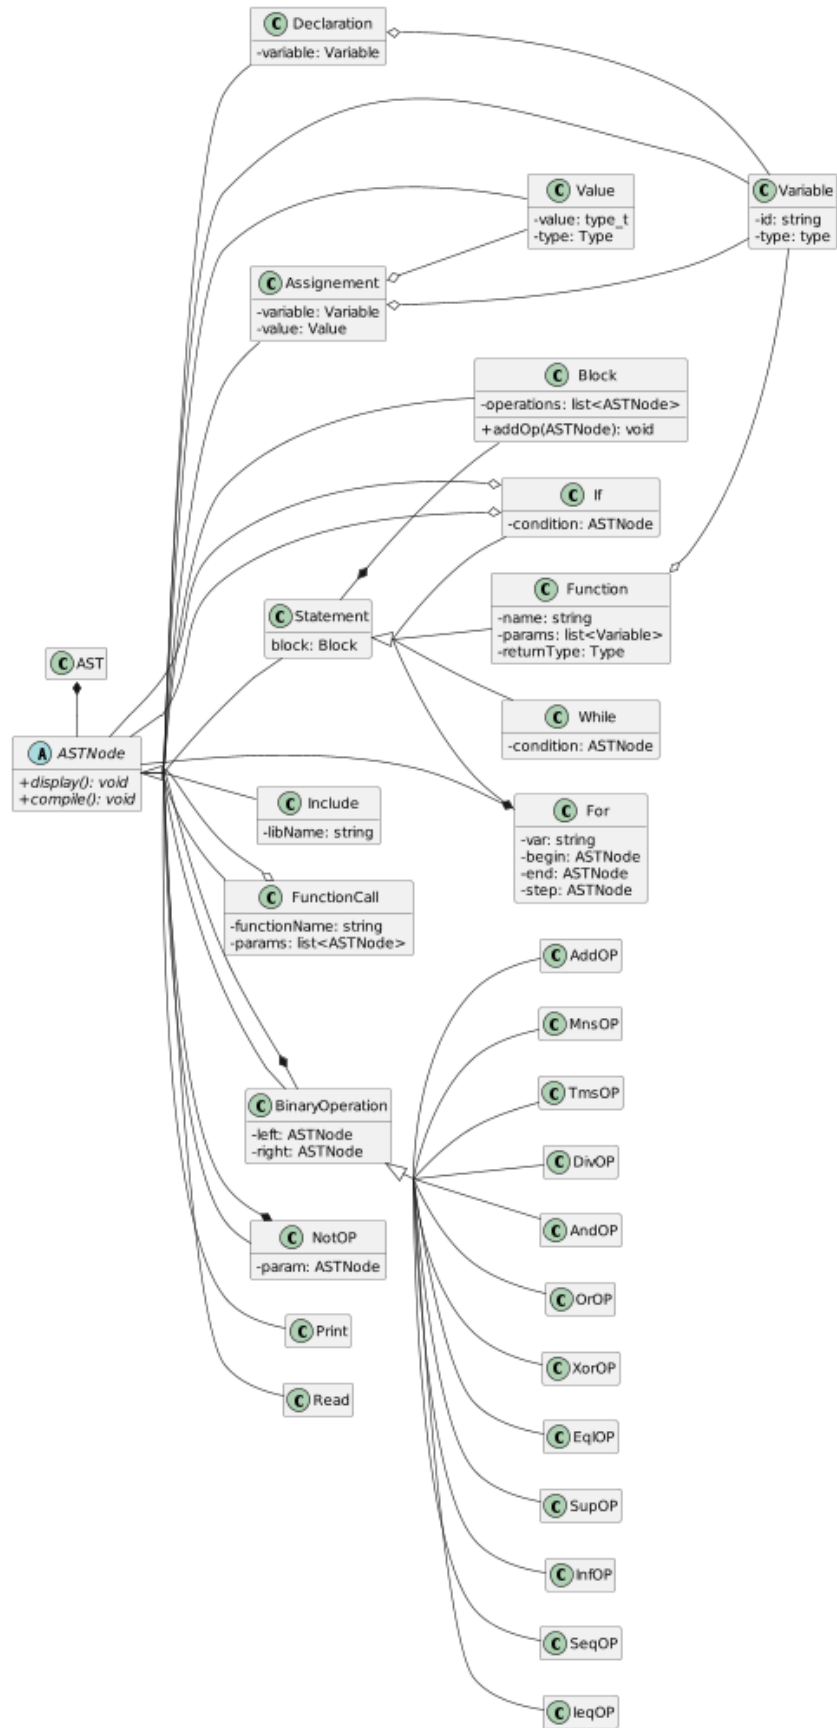 C Declaration
-variable: Variable
C Value
-value: type_t
-type: Type
C Variable
-id: string
-type: type
C Assignement
-variable: Variable
-value: Value
C Block
-operations: list<ASTNode>
+addOp(ASTNode): void
C If
-condition: ASTNode
C Function
-name: string
-params: list<Variable>
-returnType: Type
C Statement
block: Block
C AST
C While
-condition: ASTNode
A ASTNode
+display(): void
+compile(): void
C Include
-libName: string
C For
-var: string
-begin: ASTNode
-end: ASTNode
-step: ASTNode
C FunctionCall
-functionName: string
-params: list<ASTNode>
C AddOP
C MnsOP
C TmsOP
C BinaryOperation
-left: ASTNode
-right: ASTNode
C DivOP
C AndOP
C NotOP
-param: ASTNode
C OrOP
C Print
C XorOP
C Read
C EqlOP
C SupOP
C InfOP
C SeqOP
C IeqOP